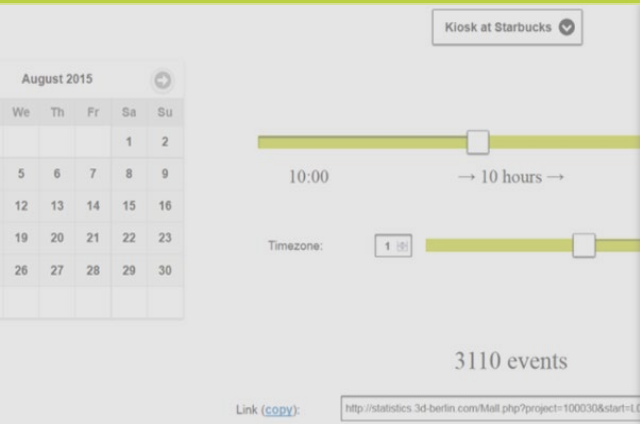 Kiosk at Starbucks
August 2015
We Th Fr Sa Su
1 2
5 6 7 8 9
12 13 14 15 16
19 20 21 22 23
26 27 28 29 30
10:00
→ 10 hours →
Timezone:
1
3110 events
Link (copy):
http://statistics.3d-berlin.com/Mall.php?project=100030&start=